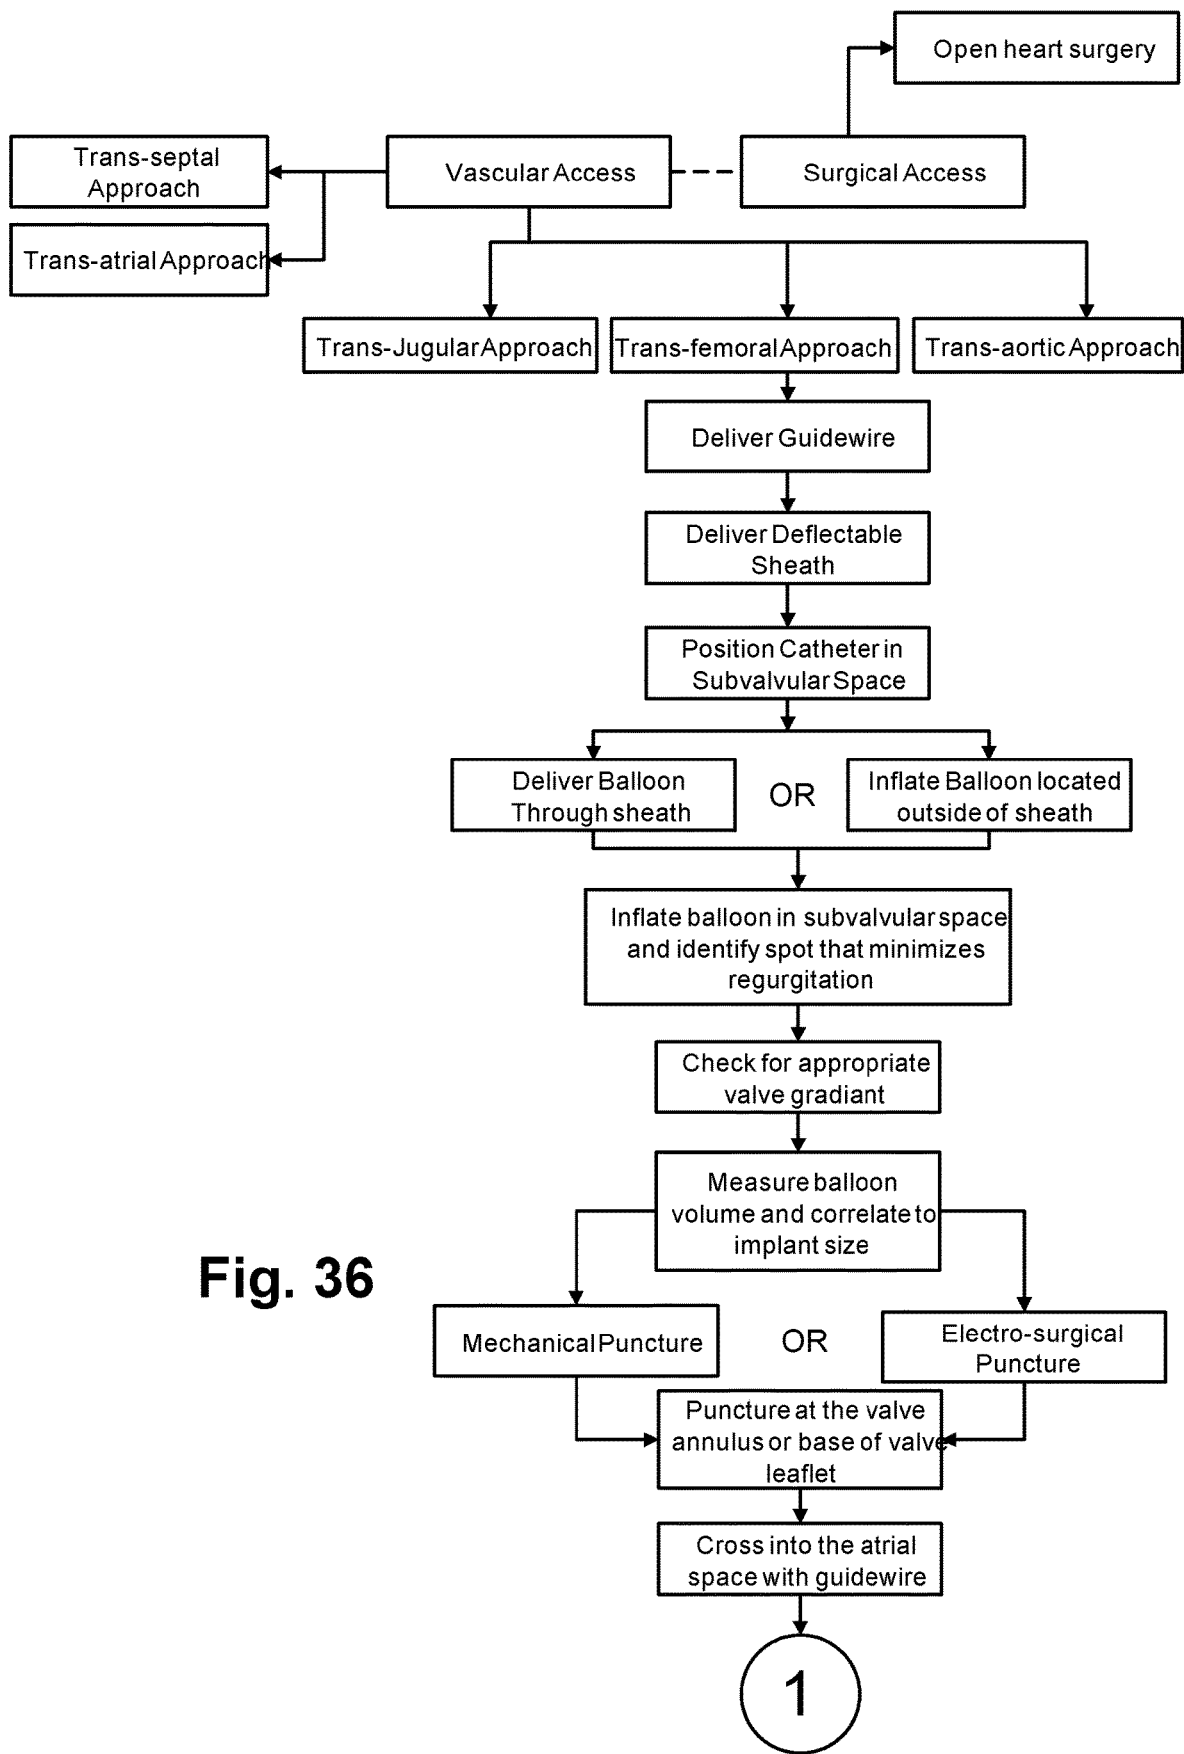 Open heart surgery
Trans-septal
Approach
Vascular Access
Surgical Access
Trans-atrial Approach
Trans-Jugular Approach
Trans-femoral Approach
Trans-aortic Approach
Deliver Guidewire
Deliver Deflectable
Sheath
Position Catheter in
Subvalvular Space
Deliver Balloon
Through sheath
OR
Inflate Balloon located
outside of sheath
Inflate balloon in subvalvular space
and identify spot that minimizes
regurgitation
Check for appropriate
valve gradiant
Measure balloon
volume and correlate to
implant size
Fig. 36
Mechanical Puncture
OR
Electro-surgical
Puncture
Puncture at the valve
annulus or base of valve
leaflet
Cross into the atrial
space with guidewire
1